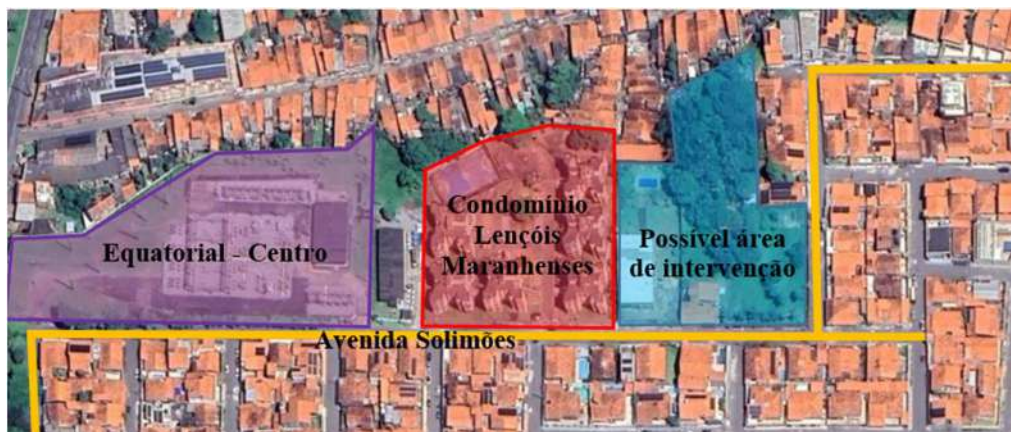 Equatorial - Centro
Condomínio
Lençóis
Maranhenses
Possível área
de intervenção
Avenida Solimões